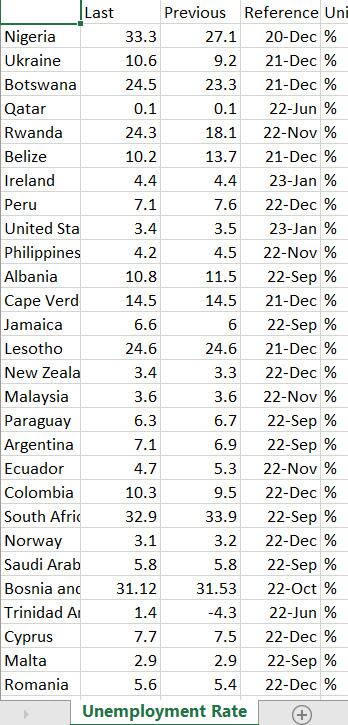 Last Previous Reference Uni
Nigeria 33.3 27.1 20-Dec %
Ukraine 10.6 9.2 21-Dec %
Botswana 24.5 23.3 21-Dec %
Qatar 0.1 0.1 22-Jun %
Rwanda 24.3 18.1 22-Nov %
Belize 10.2 13.7 21-Dec %
Ireland 4.4 4.4 23-Jan %
Peru 7.1 7.6 22-Dec %
United Sta 3.4 3.5 23-Jan %
Philippines 4.2 4.5 22-Nov %
Albania 10.8 11.5 22-Sep %
Cape Verd 14.5 14.5 21-Dec %
Jamaica 6.6 6 22-Sep %
Lesotho 24.6 24.6 21-Dec %
New Zeala 3.4 3.3 22-Dec %
Malaysia 3.6 3.6 22-Nov %
Paraguay 6.3 6.7 22-Sep %
Argentina 7.1 6.9 22-Sep %
Ecuador 4.7 5.3 22-Nov %
Colombia 10.3 9.5 22-Dec %
South Afric 32.9 33.9 22-Sep %
Norway 3.1 3.2 22-Dec %
Saudi Arab 5.8 5.8 22-Sep %
Bosnia and 31.12 31.53 22-Oct %
Trinidad A 1.4 -4.3 22-Jun %
Cyprus 7.7 7.5 22-Dec %
Malta 2.9 2.9 22-Sep %
Romania 5.6 5.4 22-Dec %
Unemployment Rate